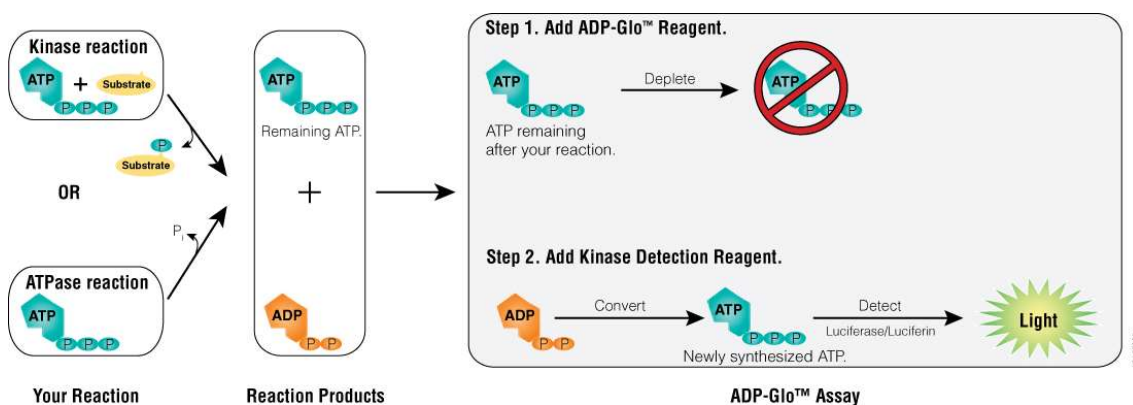 Kinase reaction
ATP + Substrate
P P P
P
Substrate
OR
Pi
ATPase reaction
ATP
P P P
Your Reaction
ATP
P P P
Remaining ATP.
+
ADP
P P
Reaction Products
Step 1. Add ADP-Glo™ Reagent.
ATP
P P P
Deplete
ATP
P P P
ATP remaining
after your reaction.
Step 2. Add Kinase Detection Reagent.
ADP
P P
Convert
ATP
P P P
Newly synthesized ATP.
Detect
Luciferase/Luciferin
Light
ADP-Glo™ Assay